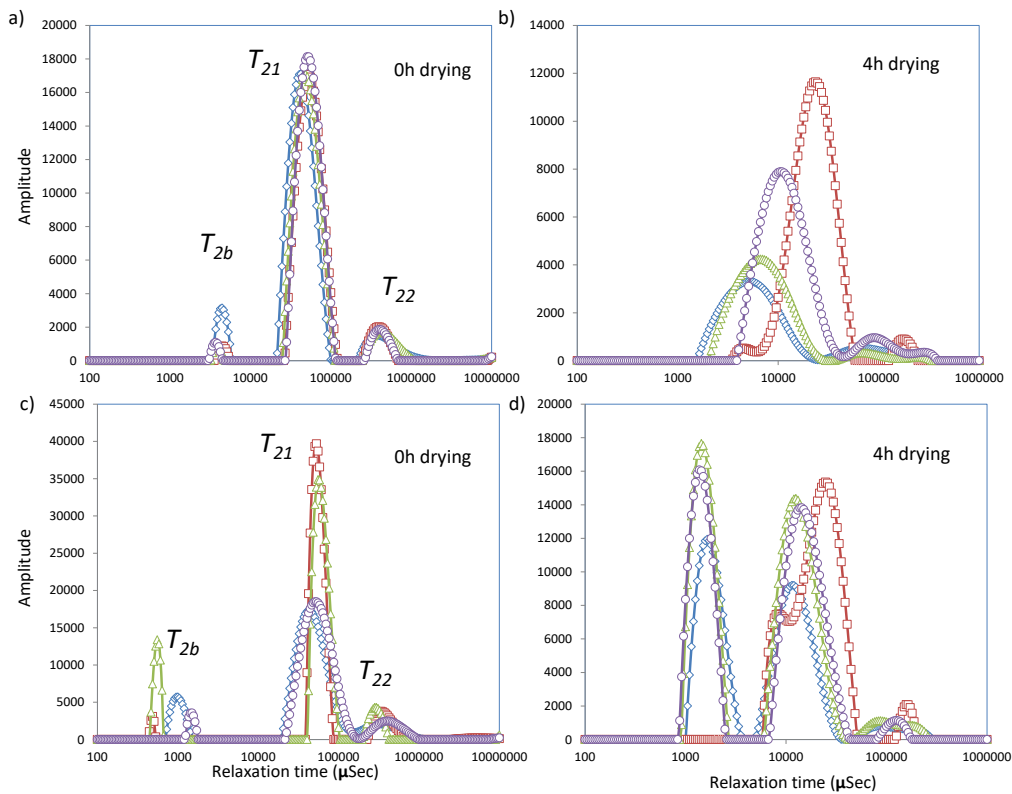 a)
20000
18000
16000
14000
12000
10000
8000
6000
4000
2000
0
Amplitude
T2b
T21
T22
0h drying
100 1000 10000 100000 1000000 10000000
b)
14000
12000
10000
8000
6000
4000
2000
0
4h drying
100 1000 10000 100000 1000000
c)
45000
40000
35000
30000
25000
20000
15000
10000
5000
0
Amplitude
T2b
T21
T22
0h drying
100 1000 10000 100000 1000000 10000000
Relaxation time (µSec)
d)
20000
18000
16000
14000
12000
10000
8000
6000
4000
2000
0
4h drying
100 1000 10000 100000 1000000
Relaxation time (µSec)